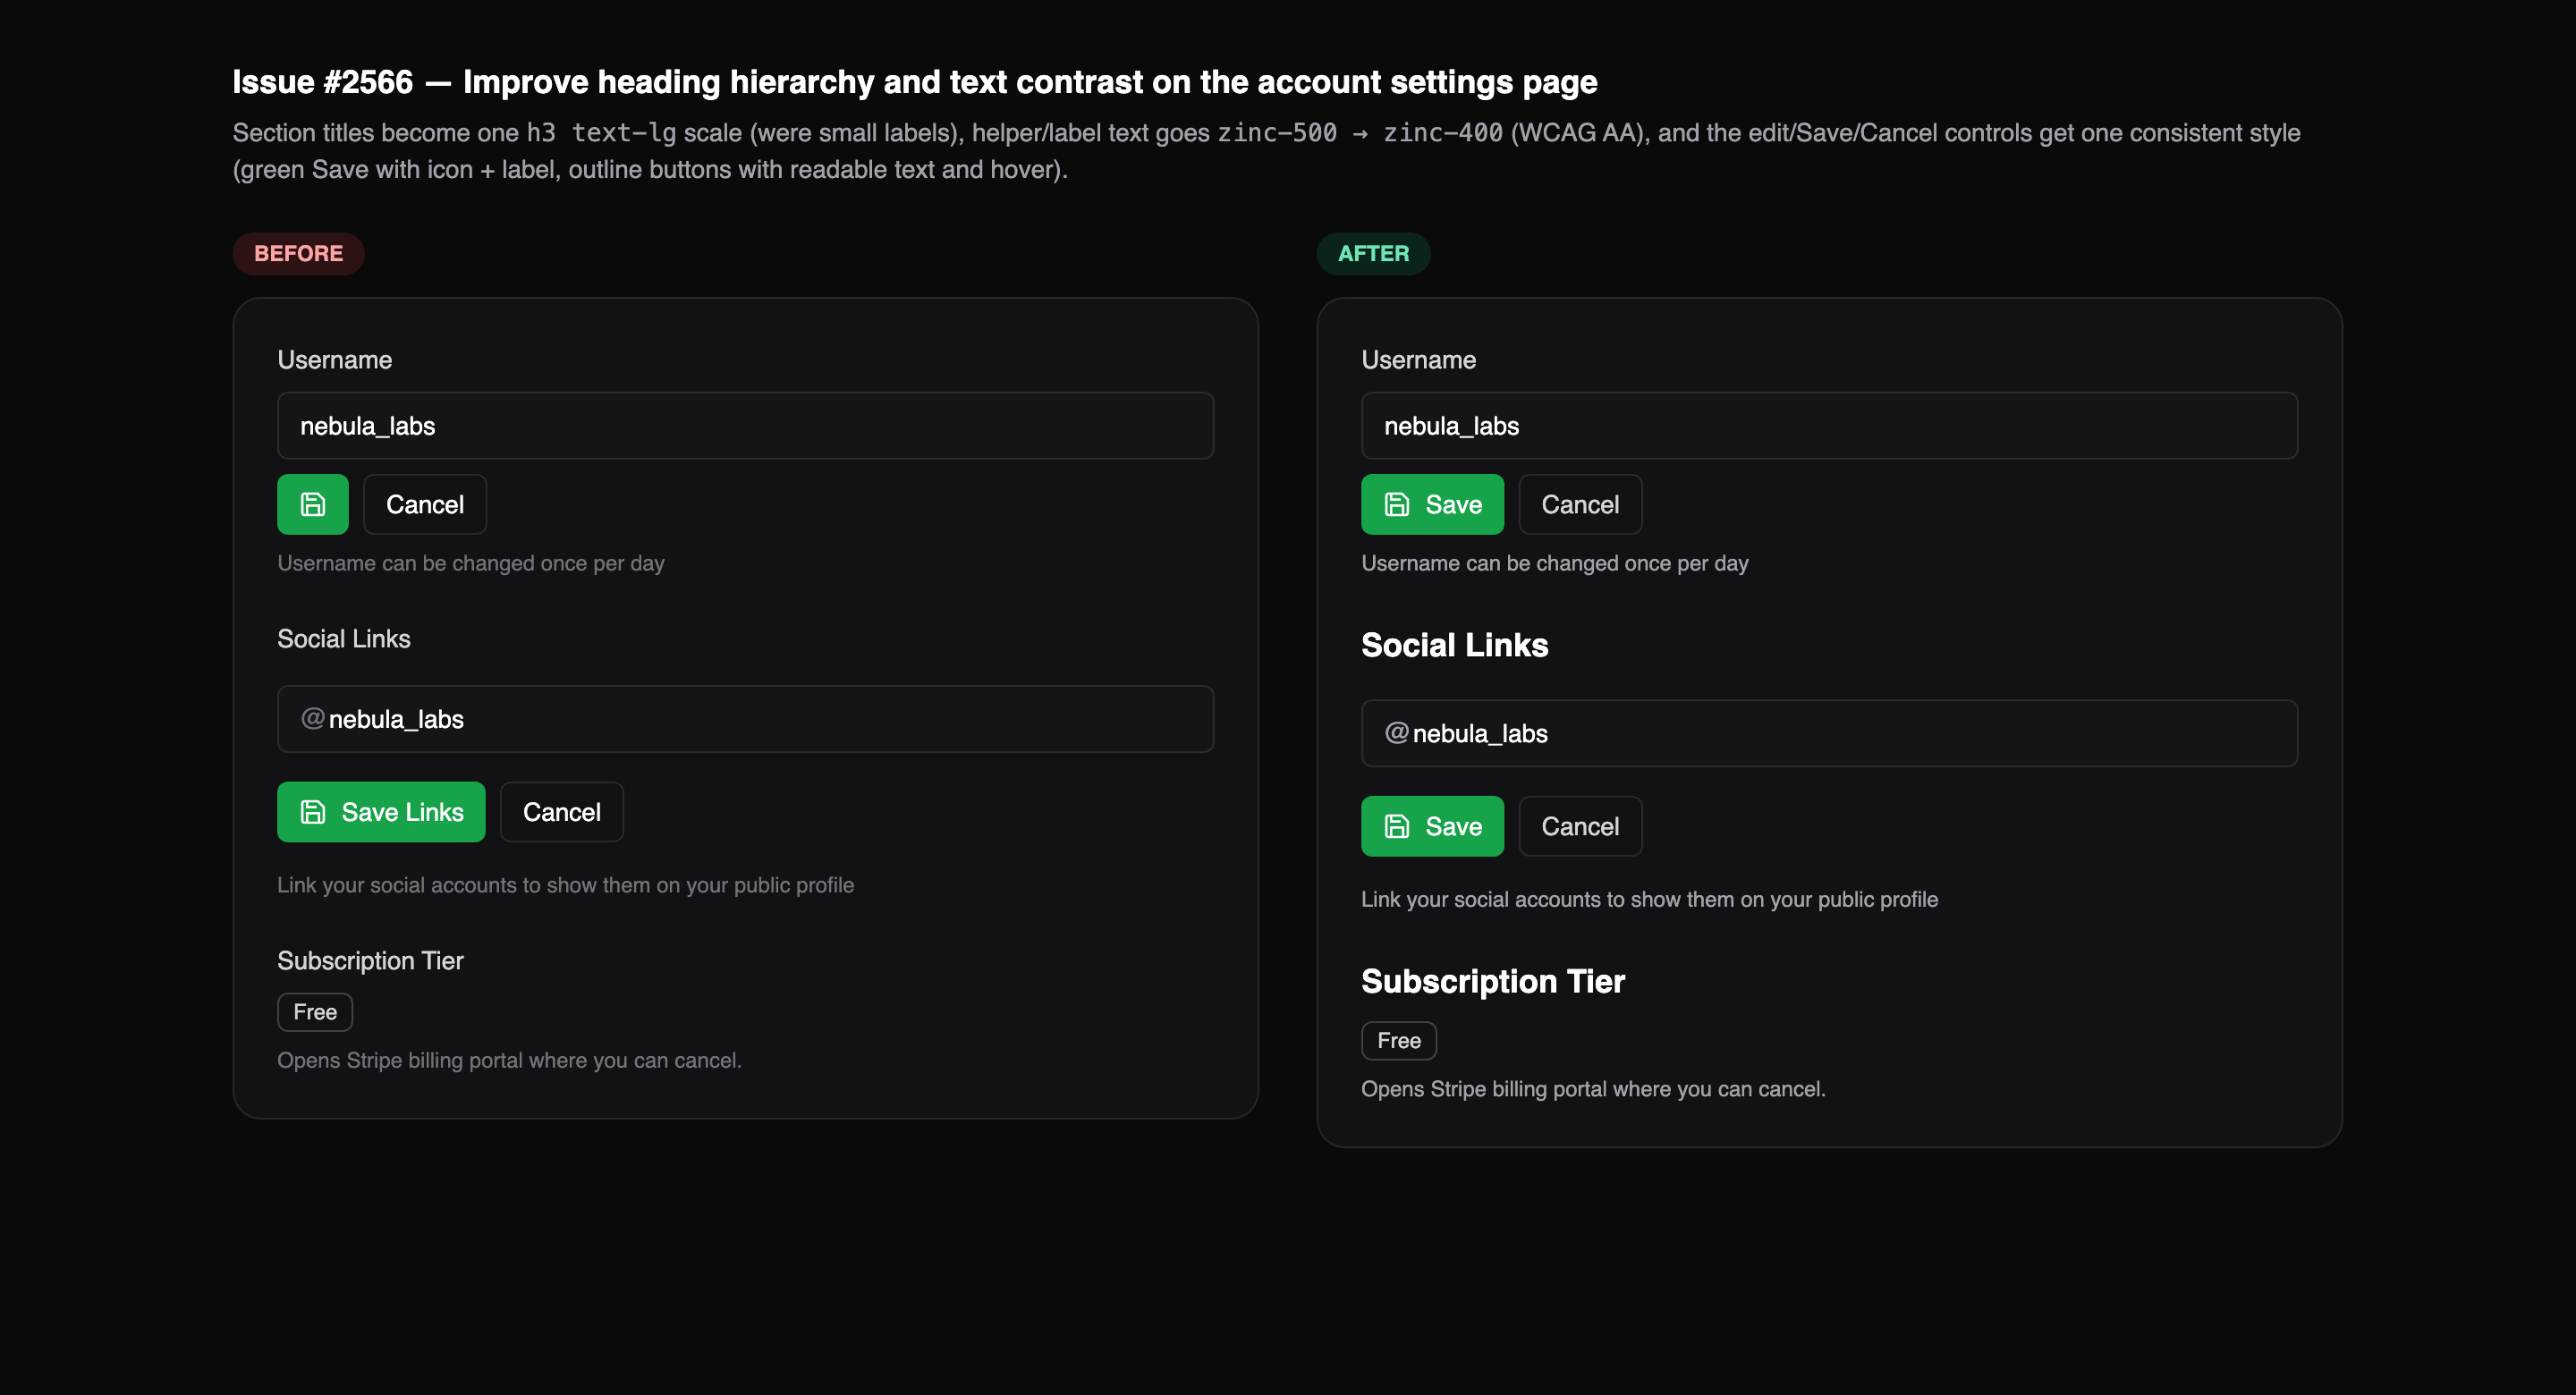 Issue #2566 — Improve heading hierarchy and text contrast on the account settings page
Section titles become one h3 text-lg scale (were small labels), helper/label text goes zinc-500 → zinc-400 (WCAG AA), and the edit/Save/Cancel controls get one consistent style
(green Save with icon + label, outline buttons with readable text and hover).
BEFORE
Username
nebula_labs
Cancel
Username can be changed once per day
Social Links
@nebula_labs
Save Links
Cancel
Link your social accounts to show them on your public profile
Subscription Tier
Free
Opens Stripe billing portal where you can cancel.
AFTER
Username
nebula_labs
Save
Cancel
Username can be changed once per day
Social Links
@nebula_labs
Save
Cancel
Link your social accounts to show them on your public profile
Subscription Tier
Free
Opens Stripe billing portal where you can cancel.